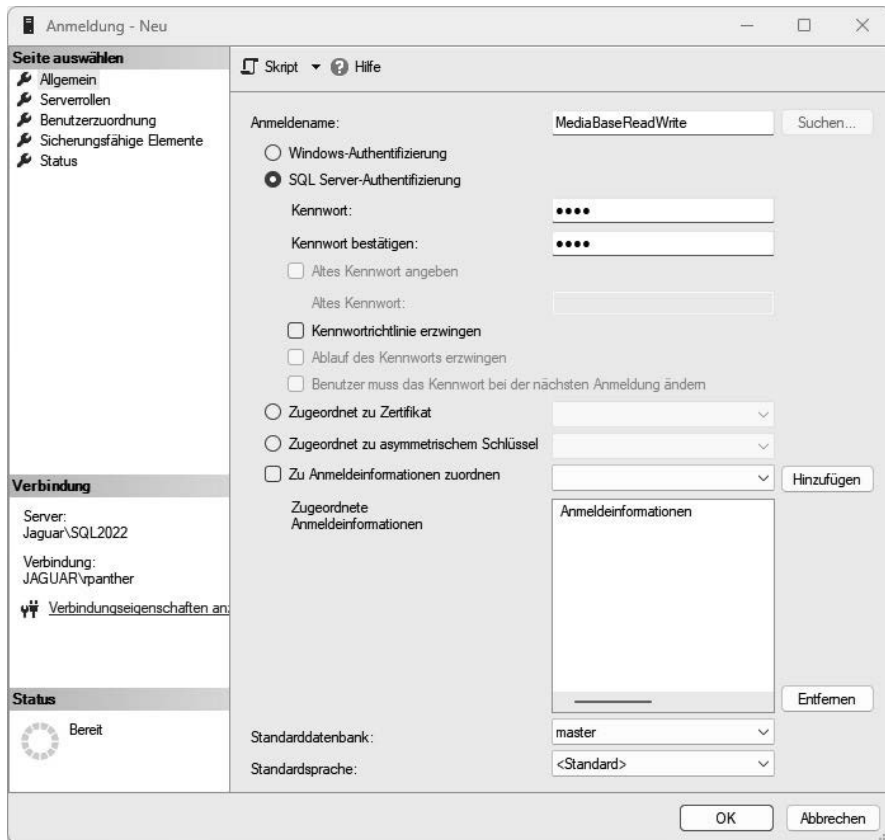 Anmeldung - Neu
Seite auswählen
Allgemein
Serverrollen
Benutzerzuordnung
Sicherungsfähige Elemente
Status
Verbindung
Server:
Jaguar\SQL2022
Verbindung:
JAGUAR\rpanther
Verbindungseigenschaften an
Status
Bereit
Skript Hilfe
Anmeldename: MediaBaseReadWrite Suchen...
Windows-Authentifizierung
SQL Server-Authentifizierung
Kennwort: ••••
Kennwort bestätigen: ••••
Altes Kennwort angeben
Altes Kennwort:
Kennwortrichtlinie erzwingen
Ablauf des Kennworts erzwingen
Benutzer muss das Kennwort bei der nächsten Anmeldung ändern
Zugeordnet zu Zertifikat
Zugeordnet zu asymmetrischem Schlüssel
Zu Anmeldeinformationen zuordnen Hinzufügen
Zugeordnete
Anmeldeinformationen
Anmeldeinformationen
Entfernen
Standarddatenbank: master
Standardsprache: <Standard>
OK Abbrechen